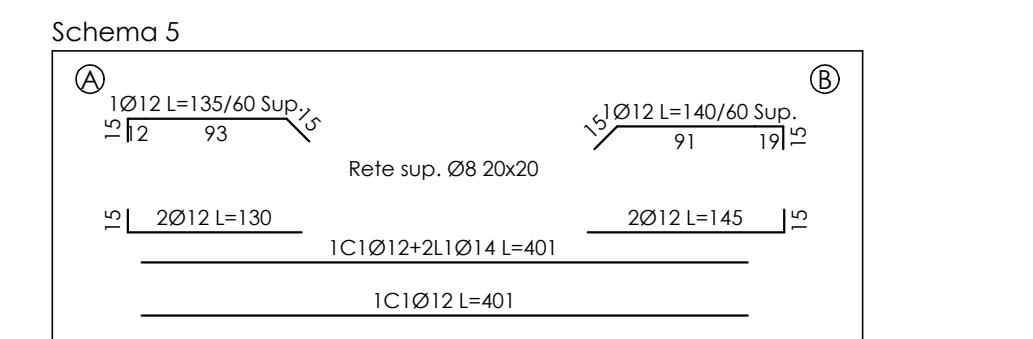 Schema 5
A
B
1Ø12 L=135/60 Sup.
15
15
12
93
1Ø12 L=140/60 Sup.
15
15
91
19
Rete sup. Ø8 20x20
15
2Ø12 L=130
2Ø12 L=145
15
1C1Ø12+2L1Ø14 L=401
1C1Ø12 L=401